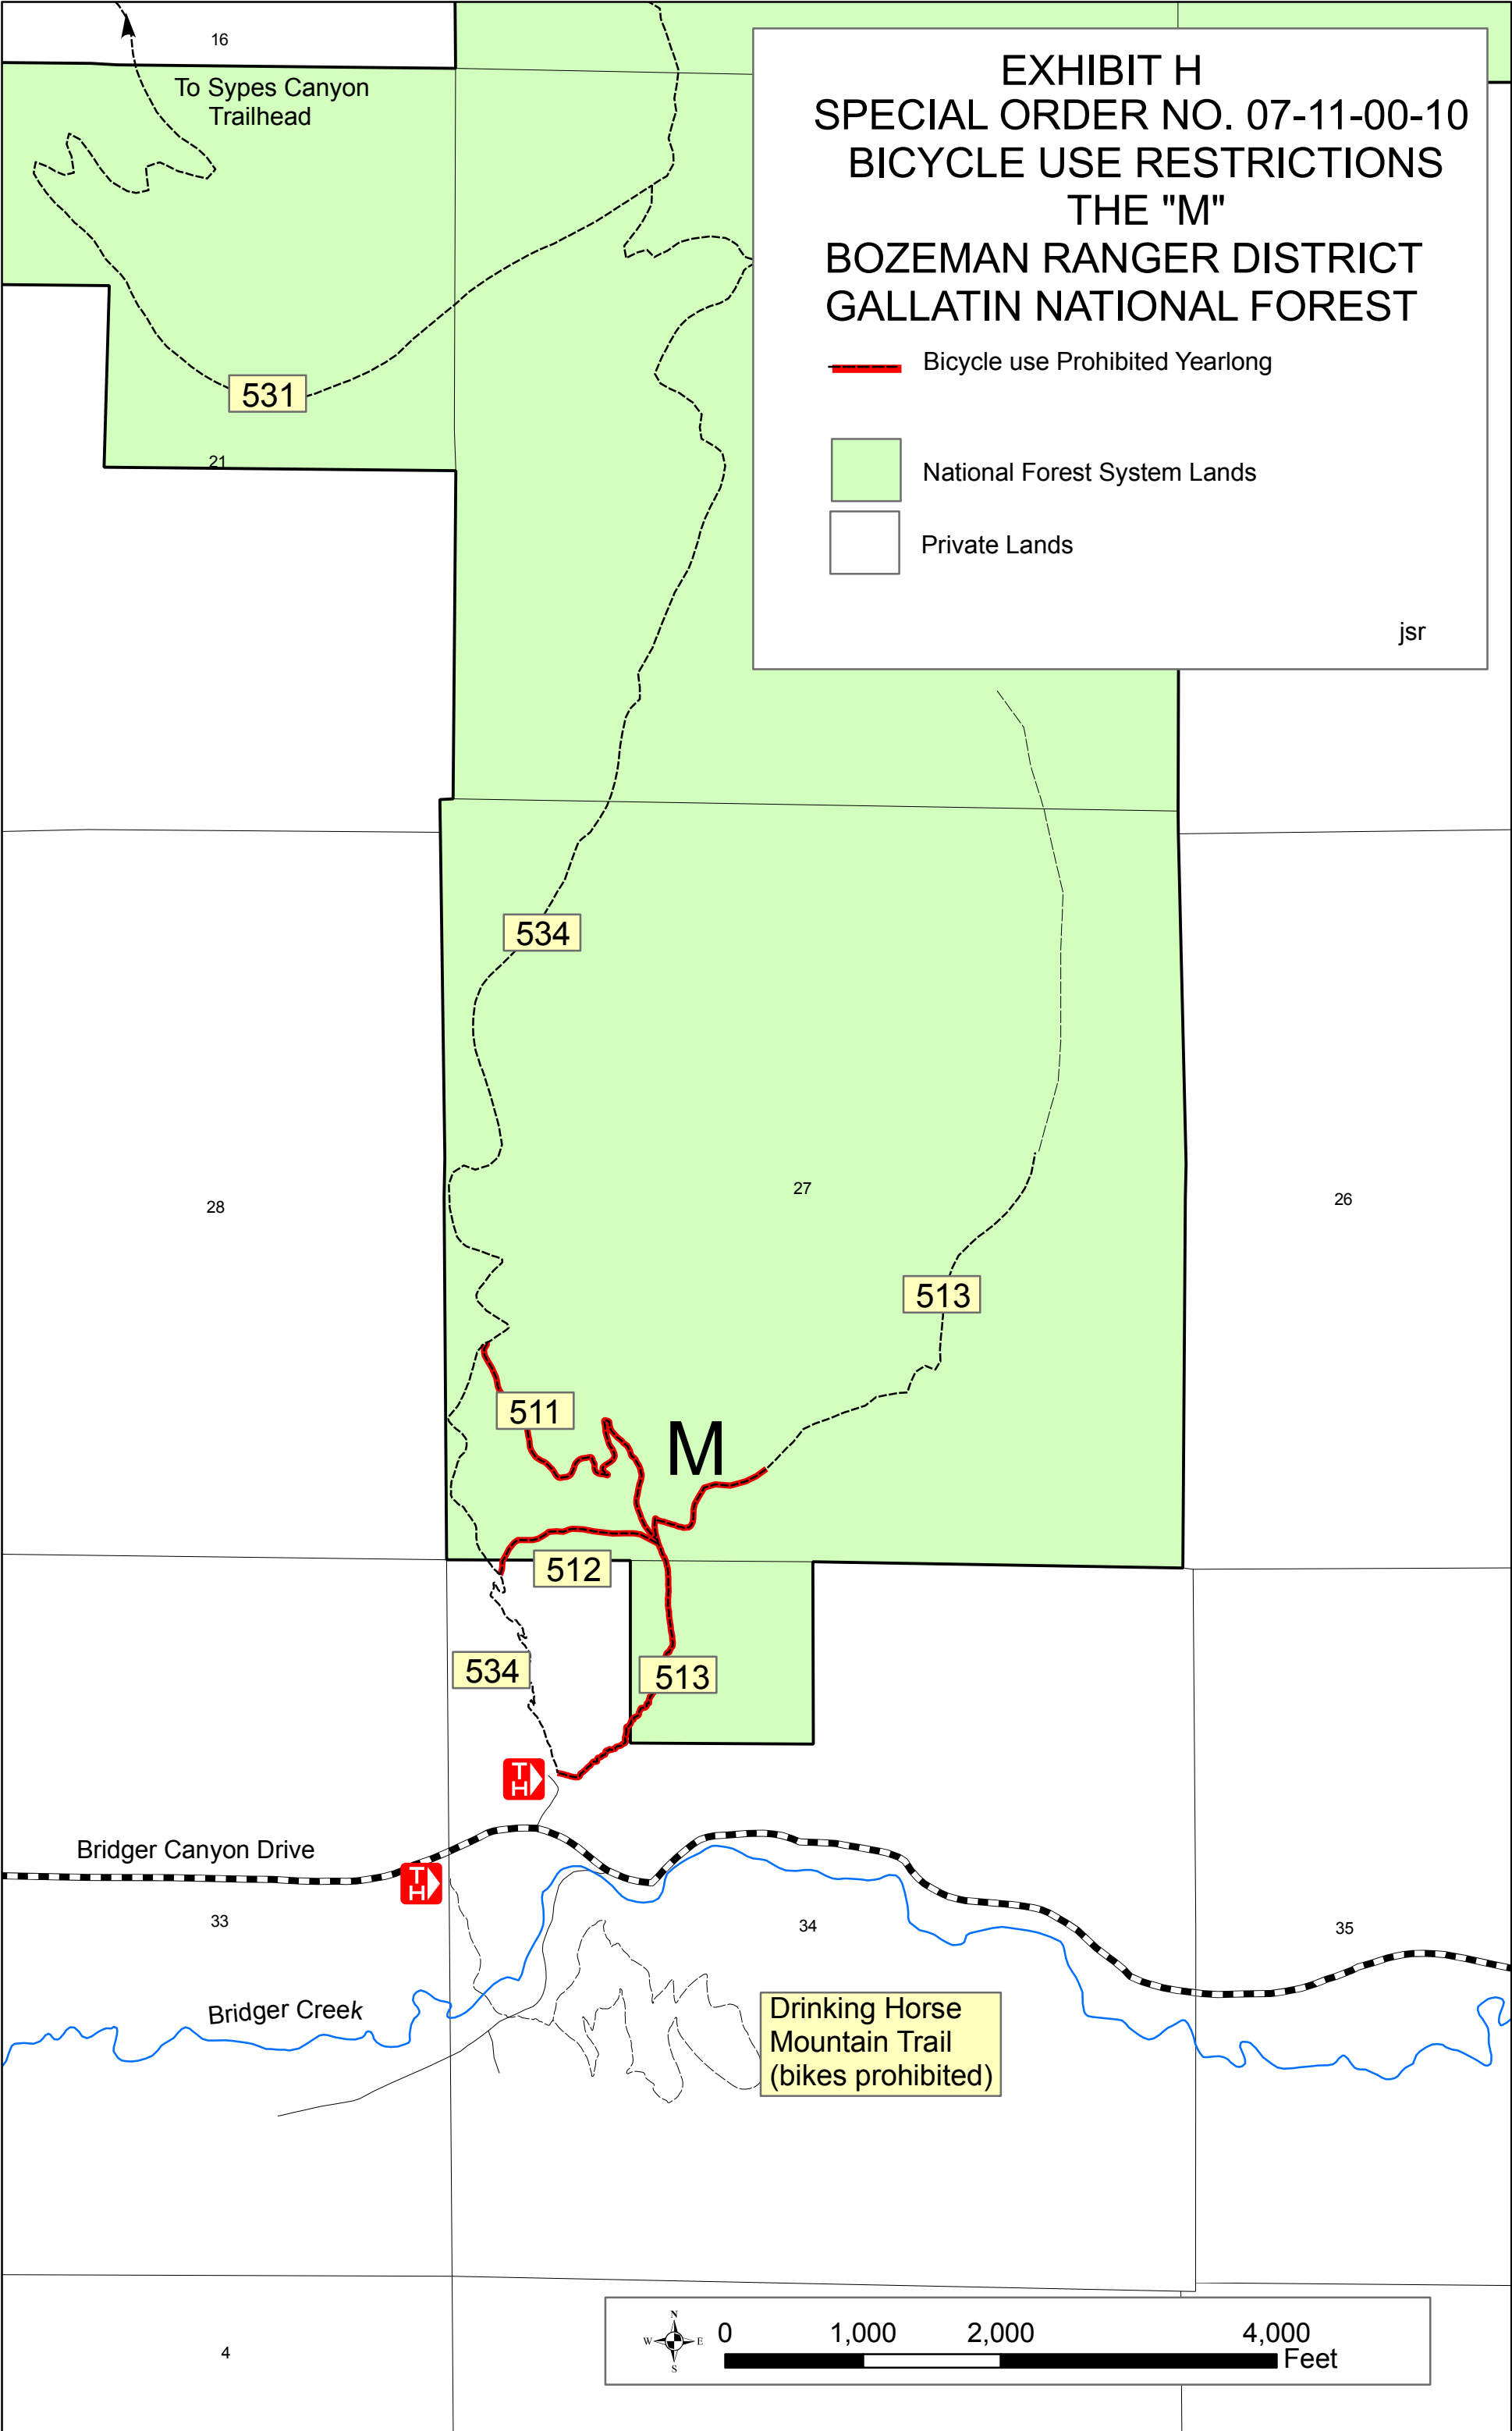 16
To Sypes Canyon
Trailhead
EXHIBIT H
SPECIAL ORDER NO. 07-11-00-10
BICYCLE USE RESTRICTIONS
THE "M"
BOZEMAN RANGER DISTRICT
GALLATIN NATIONAL FOREST
Bicycle use Prohibited Yearlong
National Forest System Lands
Private Lands
jsr
531
21
534
28
27
26
513
511
M
512
534
513
T
H
Bridger Canyon Drive
T
H
33
34
35
Bridger Creek
Drinking Horse
Mountain Trail
(bikes prohibited)
4
N
W E
S
0 1,000 2,000 4,000
Feet